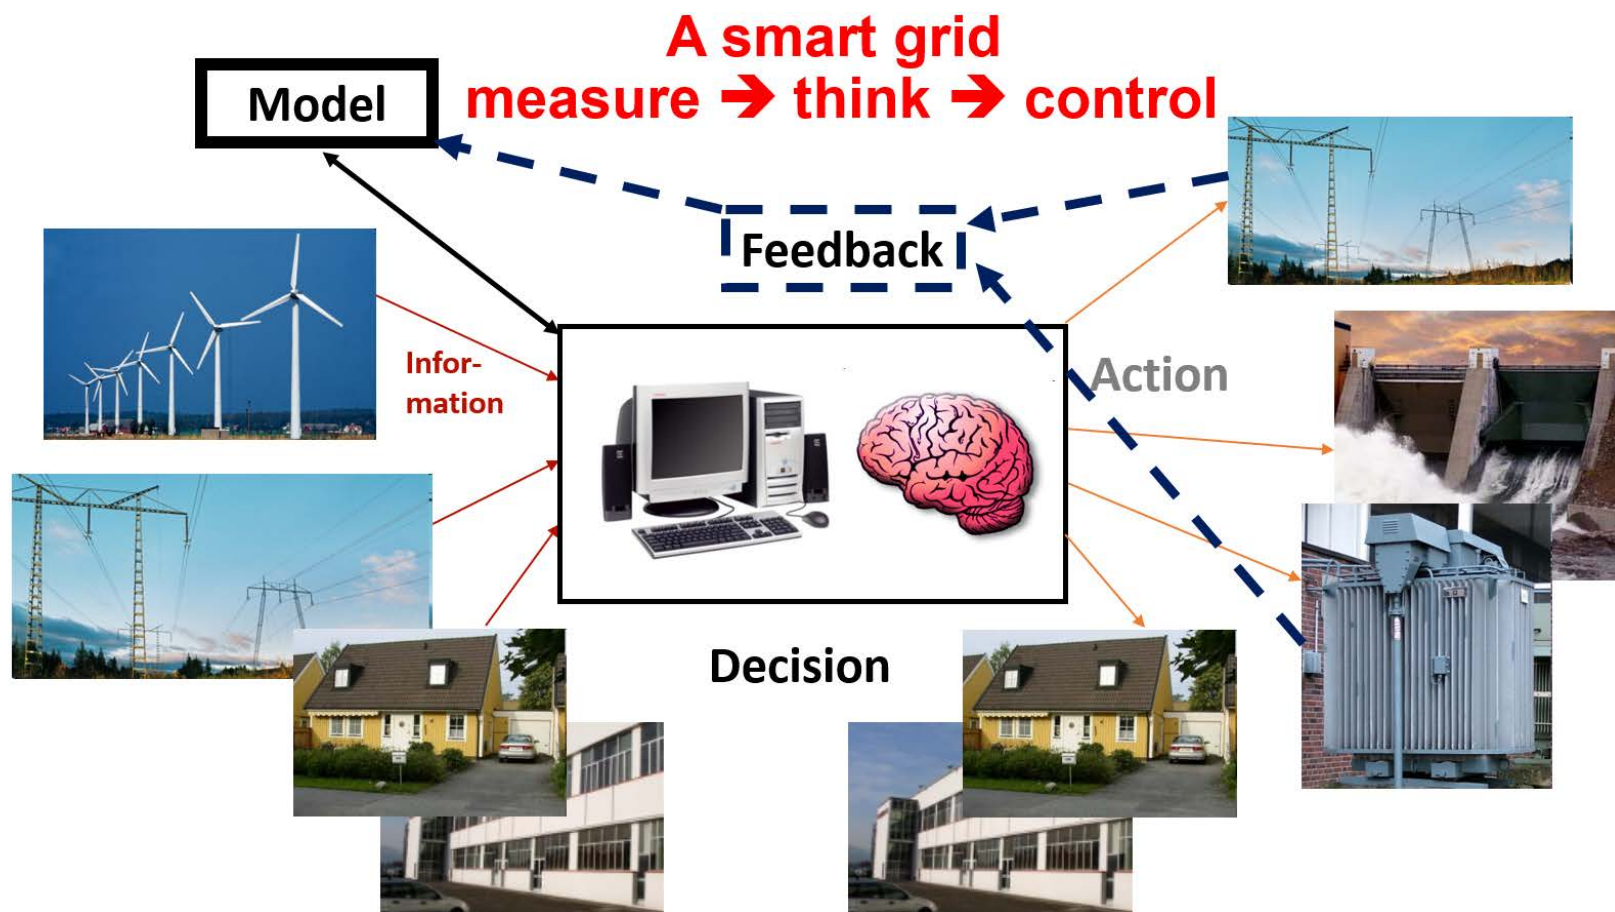 A smart grid
measure ➔ think ➔ control
Model
Feedback
Infor-
mation
Action
Decision